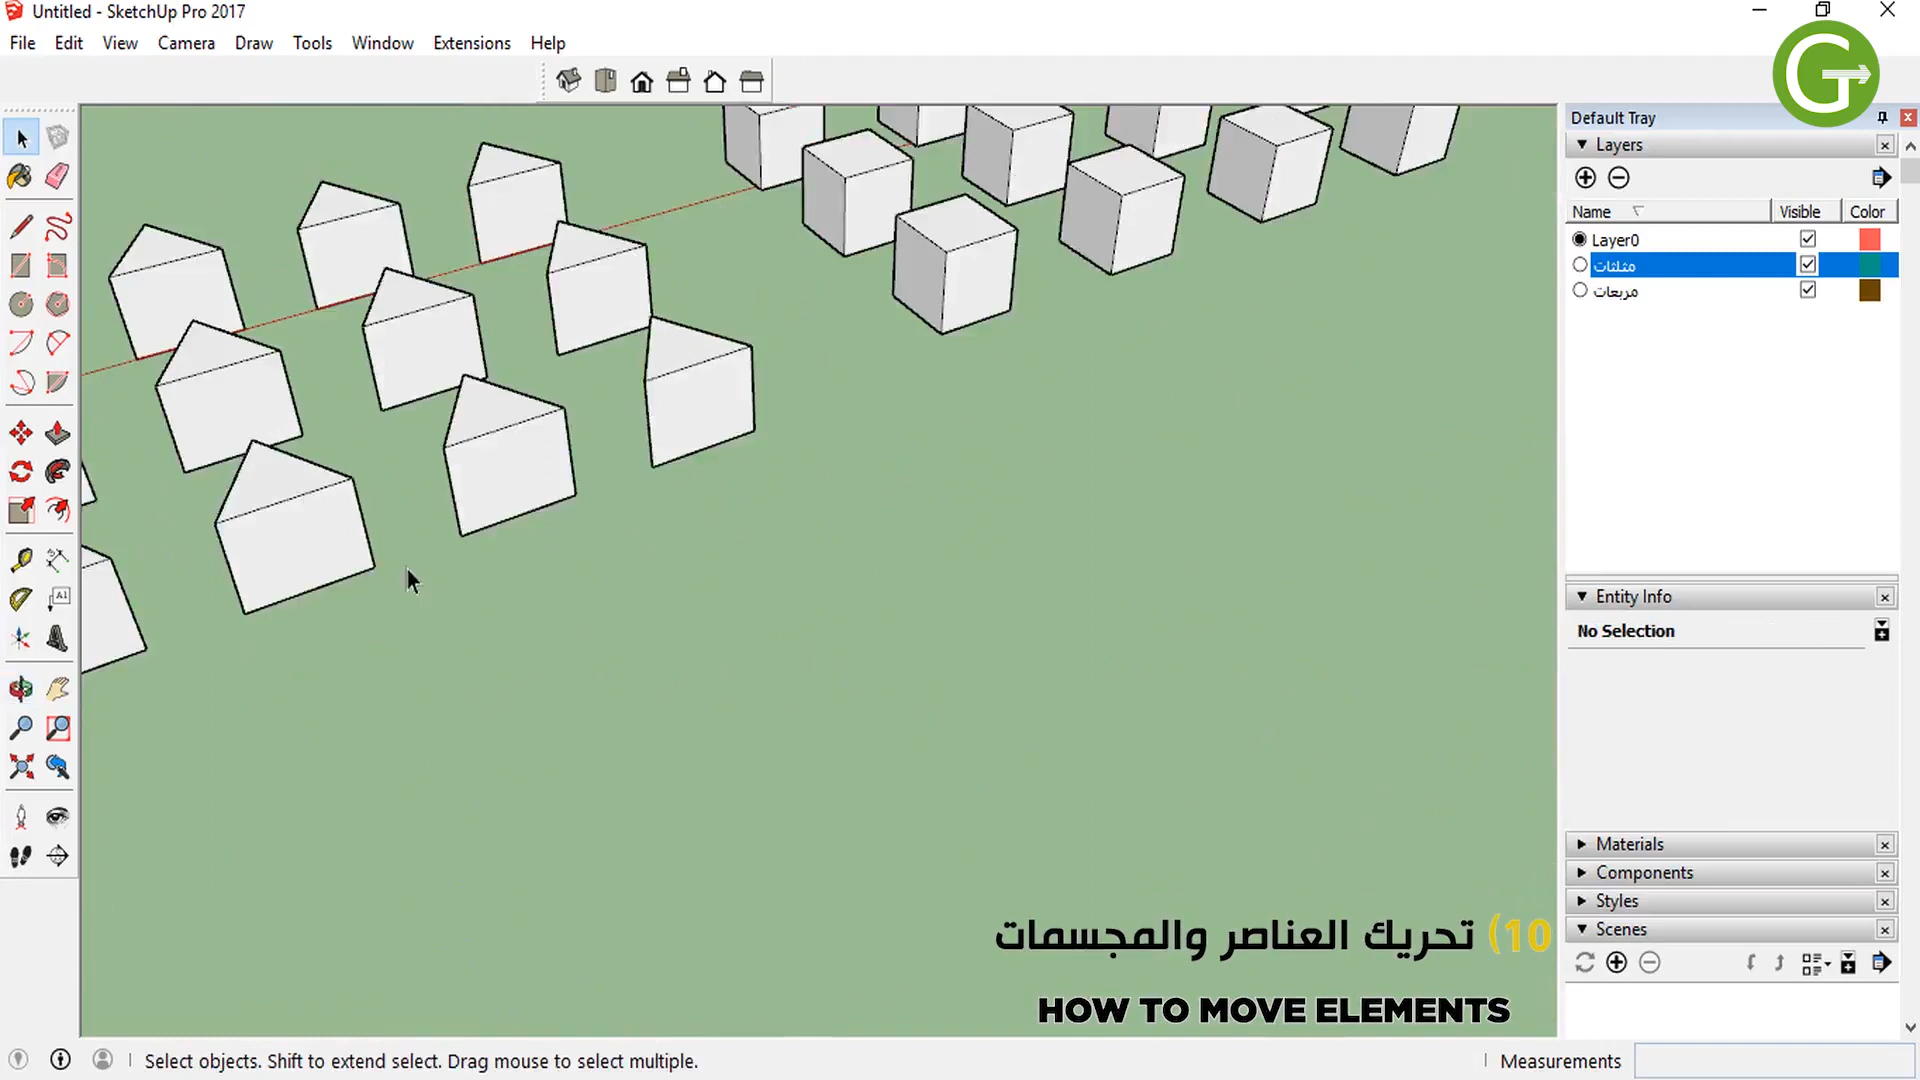 Untitled - SketchUp Pro 2017
File Edit View Camera Draw Tools Window Extensions Help
G
Default Tray
Layers
Name Visible Color
Layer0
مثلثات
مربعات
Entity Info
No Selection
Materials
Components
Styles
Scenes
10) تحريك العناصر والمجسمات
HOW TO MOVE ELEMENTS
Select objects. Shift to extend select. Drag mouse to select multiple.
Measurements